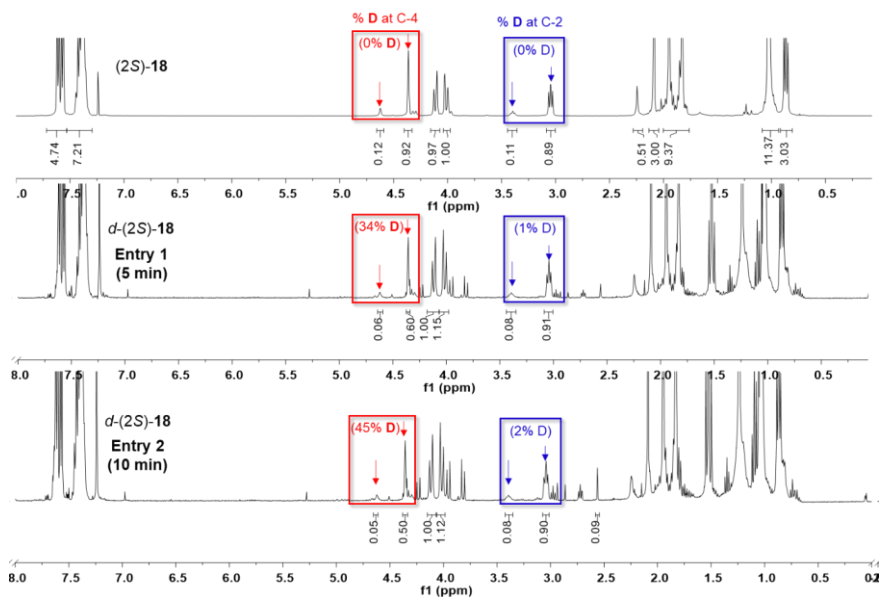 % D at C-4
% D at C-2
(2S)-18
(0% D)
(0% D)
4.74
7.21
0.12
0.92
0.97
1.00
0.11
0.89
0.51
3.00
9.37
11.37
3.03
7.5 7.0 6.5 6.0 5.5 5.0 4.5 4.0 3.5 3.0 2.5 2.0 1.5 1.0 0.5
f1 (ppm)
d-(2S)-18
Entry 1
(5 min)
(34% D)
(1% D)
0.06
0.60
1.00
1.15
0.08
0.91
8.0 7.5 7.0 6.5 6.0 5.5 5.0 4.5 4.0 3.5 3.0 2.5 2.0 1.5 1.0 0.5
f1 (ppm)
d-(2S)-18
Entry 2
(10 min)
(45% D)
(2% D)
0.05
0.50
1.00
1.12
0.08
0.90
0.09
8.0 7.5 7.0 6.5 6.0 5.5 5.0 4.5 4.0 3.5 3.0 2.5 2.0 1.5 1.0 0.5
f1 (ppm)